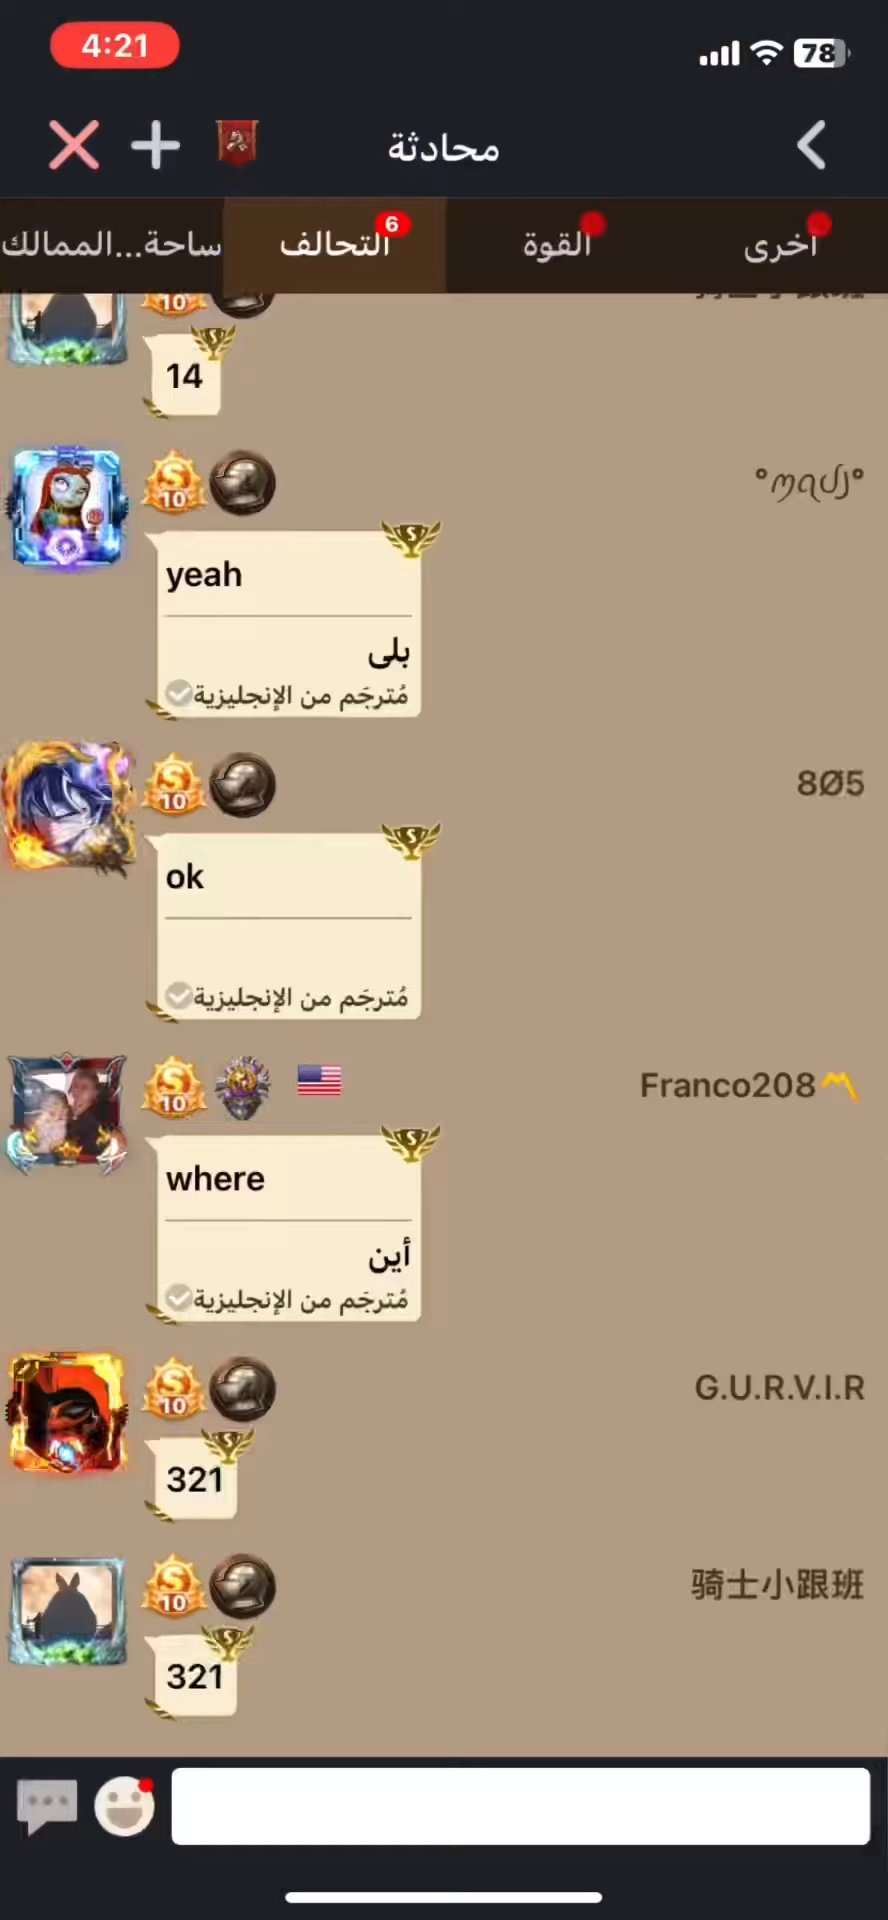 4:21
78
محادثة
أخرى
القوة
التحالف
6
ساحة...الممالك
10
14
10
yeah
بلى
مُترجَم من الإنجليزية
8Ø5
10
ok
مُترجَم من الإنجليزية
Franco208
10
where
أين
مُترجَم من الإنجليزية
G.U.R.V.I.R
10
321
骑士小跟班
10
321